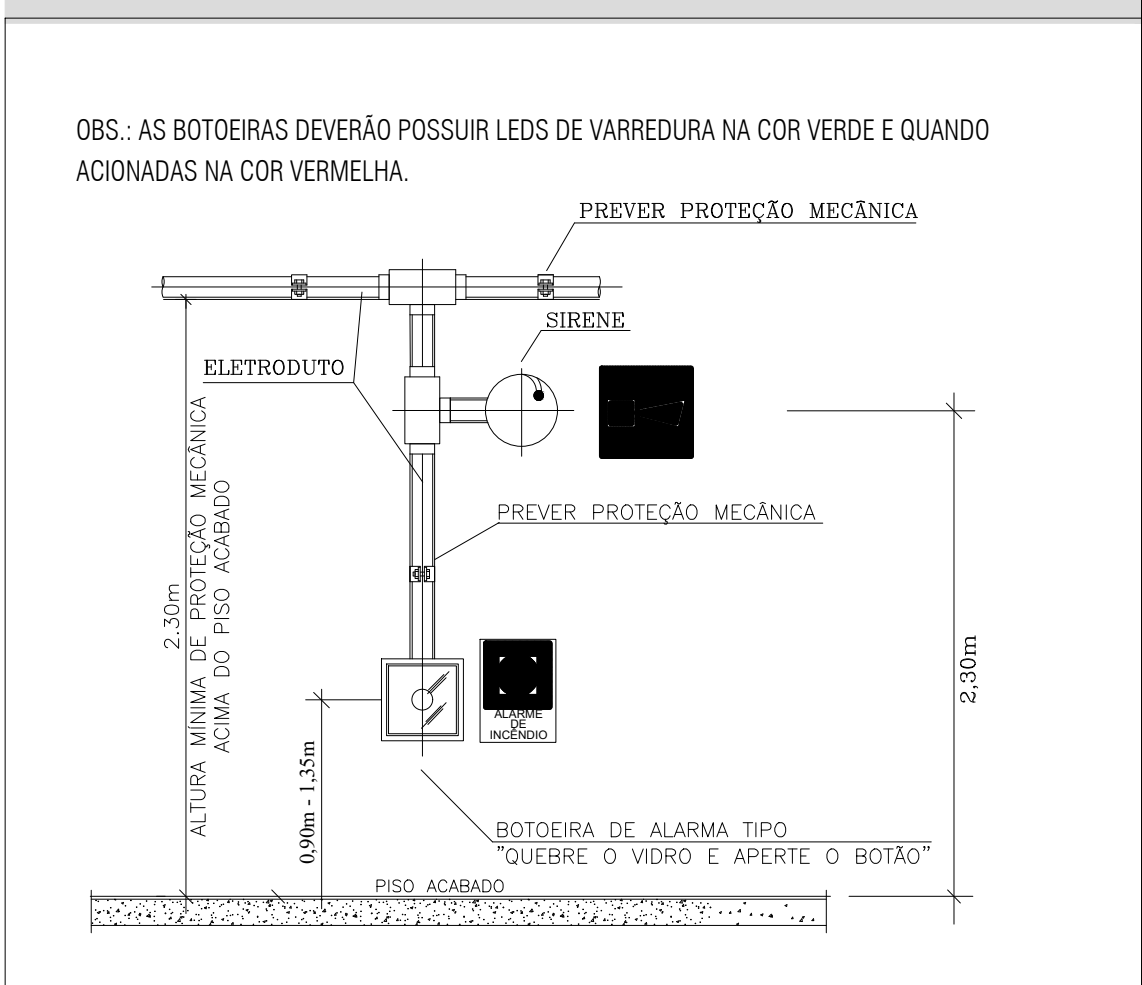 OBS.: AS BOTOEIRAS DEVERÃO POSSUIR LEDS DE VARREDURA NA COR VERDE E QUANDO
ACIONADAS NA COR VERMELHA.
PREVER PROTEÇÃO MECÂNICA
SIRENE
ELETRODUTO
2.30m
ALTURA MÍNIMA DE PROTEÇÃO MECÂNICA
ACIMA DO PISO ACABADO
PREVER PROTEÇÃO MECÂNICA
2,30m
ALARME
DE
INCÊNDIO
0,90m - 1,35m
BOTOEIRA DE ALARMA TIPO
"QUEBRE O VIDRO E APERTE O BOTÃO"
PISO ACABADO